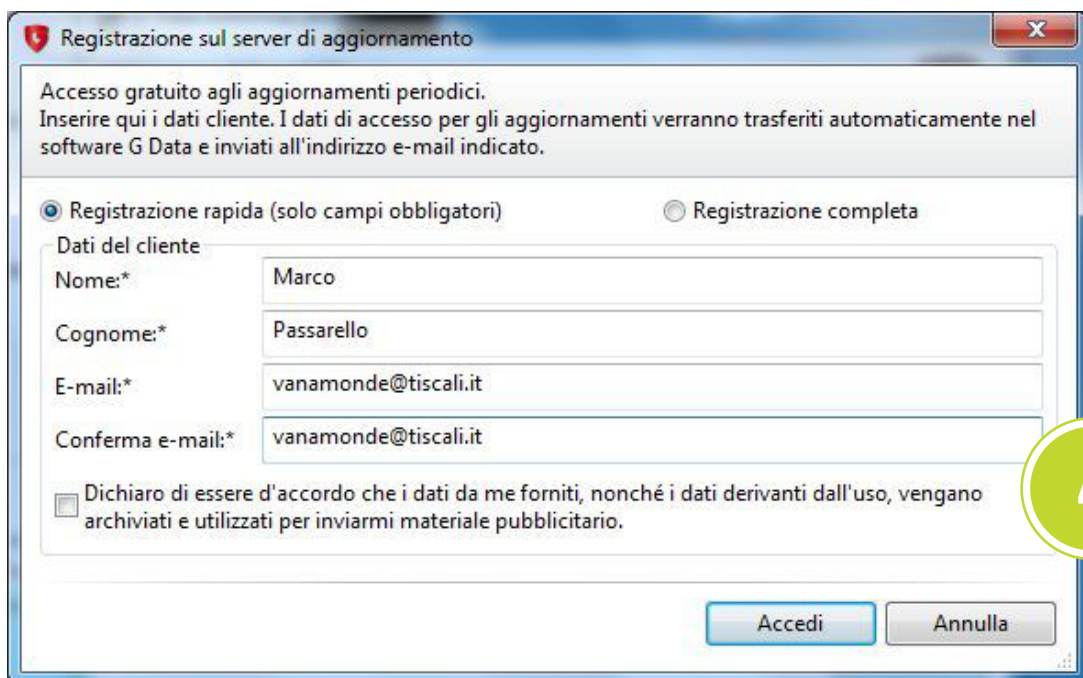 Registrazione sul server di aggiornamento
Accesso gratuito agli aggiornamenti periodici.
Inserire qui i dati cliente. I dati di accesso per gli aggiornamenti verranno trasferiti automaticamente nel
software G Data e inviati all'indirizzo e-mail indicato.
Registrazione rapida (solo campi obbligatori) Registrazione completa
Dati del cliente
Nome:* Marco
Cognome:* Passarello
E-mail:* vanamonde@tiscali.it
Conferma e-mail:* vanamonde@tiscali.it
Dichiaro di essere d'accordo che i dati da me forniti, nonché i dati derivanti dall'uso, vengano
archiviati e utilizzati per inviarmi materiale pubblicitario.
Accedi Annulla